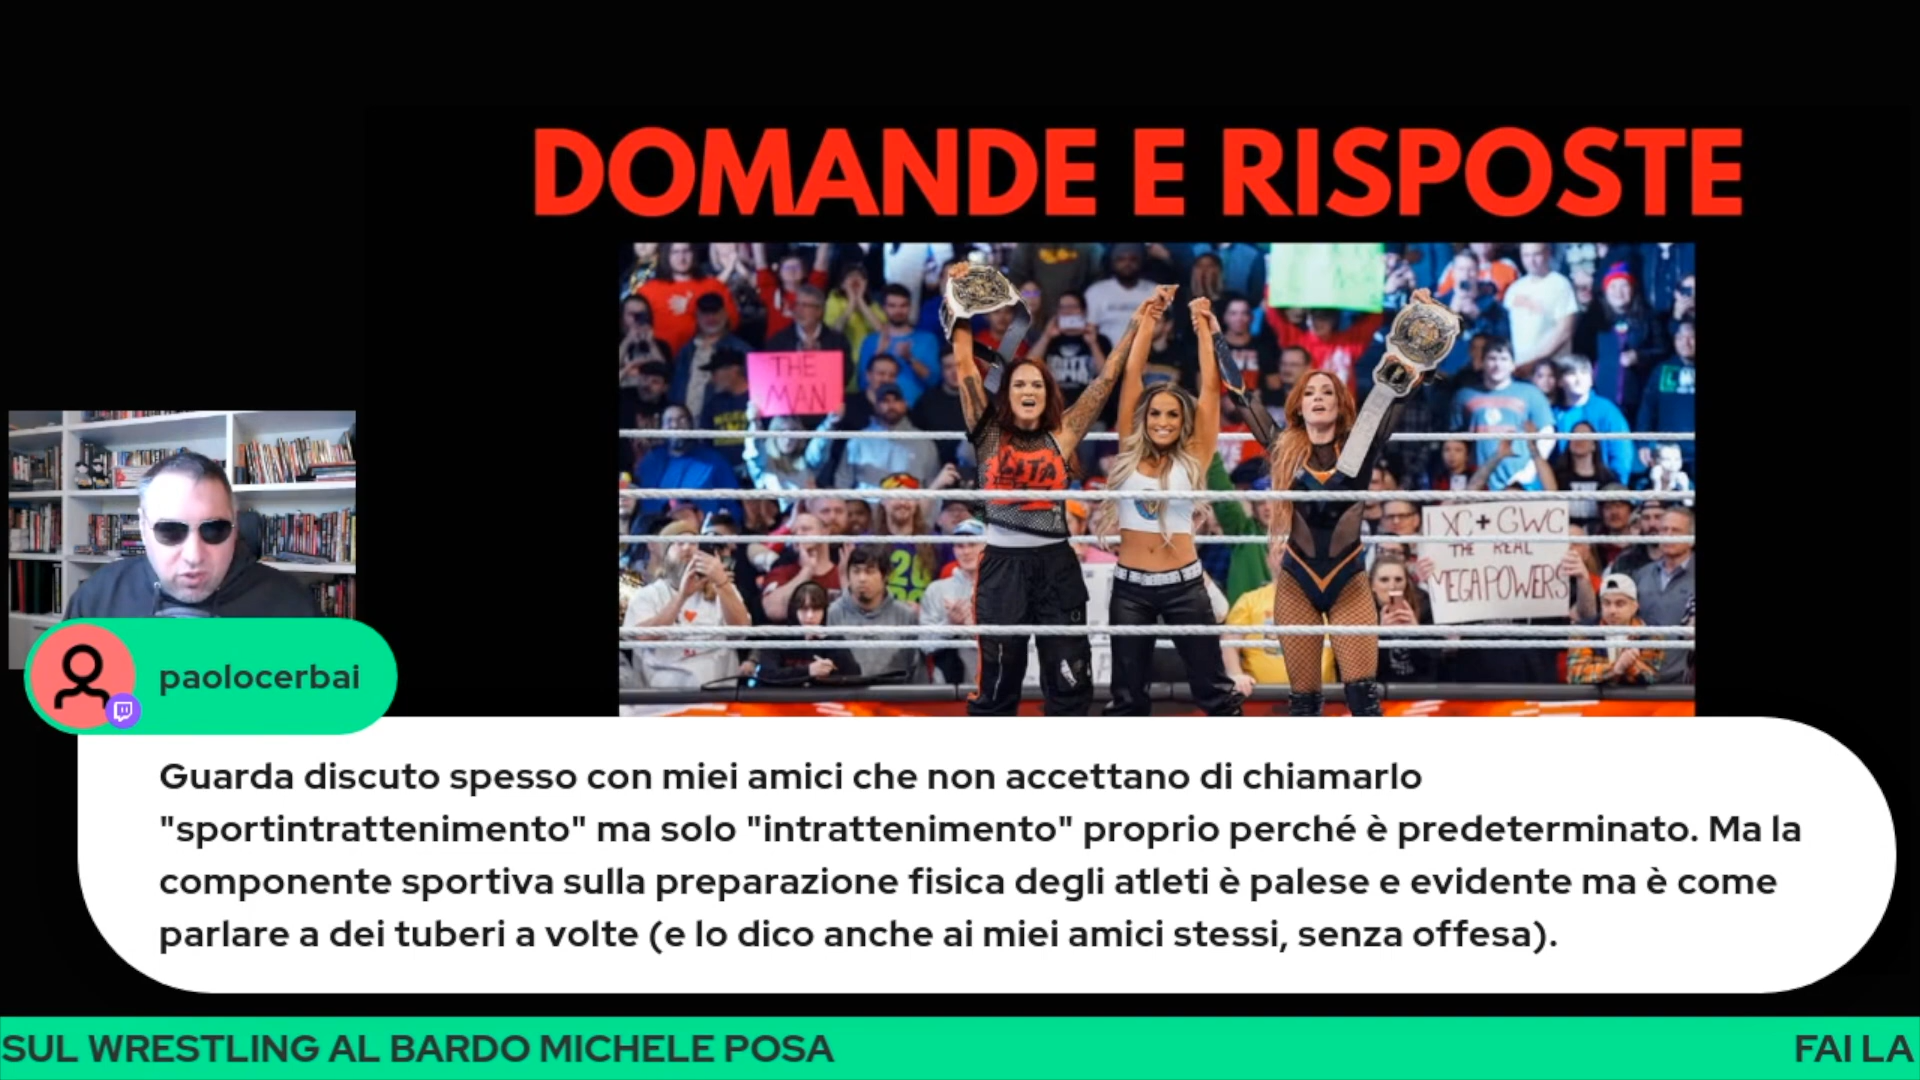 DOMANDE E RISPOSTE
THE
MAN
LITA
XC+GWC
THE REAL
MEGAPOWERS
paolocerbai
Guarda discuto spesso con miei amici che non accettano di chiamarlo
"sportintrattenimento" ma solo "intrattenimento" proprio perché è predeterminato. Ma la
componente sportiva sulla preparazione fisica degli atleti è palese e evidente ma è come
parlare a dei tuberi a volte (e lo dico anche ai miei amici stessi, senza offesa).
SUL WRESTLING AL BARDO MICHELE POSA
FAI LA